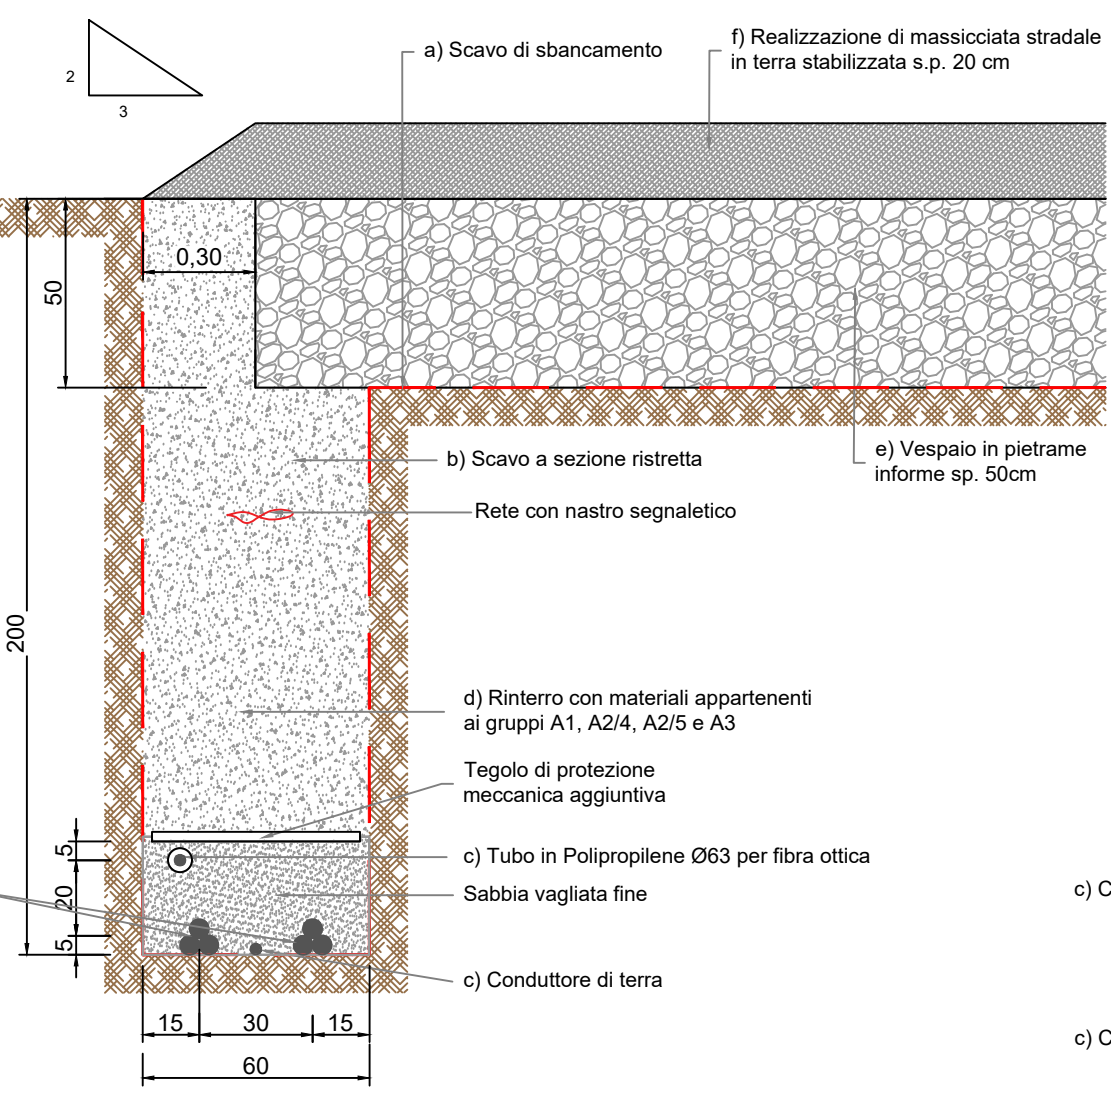 a) Scavo di sbancamento
f) Realizzazione di massicciata stradale
in terra stabilizzata s.p. 20 cm
2
3
0,30
50
b) Scavo a sezione ristretta
e) Vespaio in pietrame
informe sp. 50cm
Rete con nastro segnaletico
200
d) Rinterro con materiali appartenenti
ai gruppi A1, A2/4, A2/5 e A3
Tegolo di protezione
meccanica aggiuntiva
5
c) Tubo in Polipropilene Ø63 per fibra ottica
20
Sabbia vagliata fine
c) C
5
c) Conduttore di terra
15
30
15
c) C
60